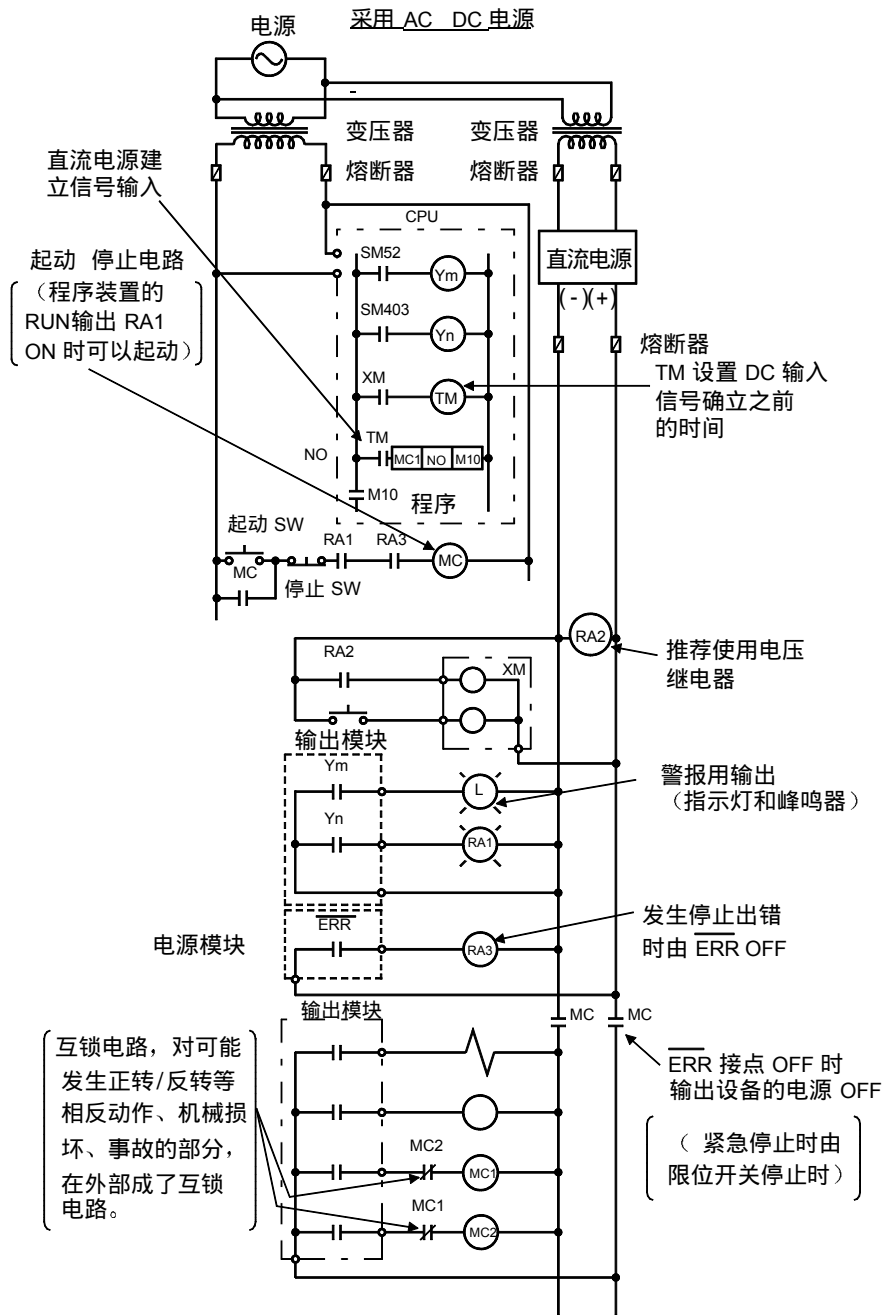 采用 AC DC 电源
电源
变压器
变压器
熔断器
熔断器
直流电源建
立信号输入
CPU
起动 停止电路
（程序装置的
RUN输出 RA1
ON 时可以起动）
SM52
Ym
SM403
Yn
XM
TM
TM
NO
MC1 NO M10
M10
程序
直流电源
(-)(+)
熔断器
TM 设置 DC 输入
信号确立之前
的时间
起动 SW
MC
停止 SW
RA1
RA3
MC
RA2
推荐使用电压
继电器
RA2
XM
输出模块
Ym
L
Yn
RA1
警报用输出
（指示灯和峰鸣器）
电源模块
ERR
RA3
发生停止出错
时由 ERR OFF
输出模块
MC
MC
ERR 接点 OFF 时
输出设备的电源 OFF
（ 紧急停止时由
限位开关停止时）
互锁电路，对可能
发生正转/反转等
相反动作、机械损
坏、事故的部分，
在外部成了互锁
电路。
MC2
MC1
MC1
MC2